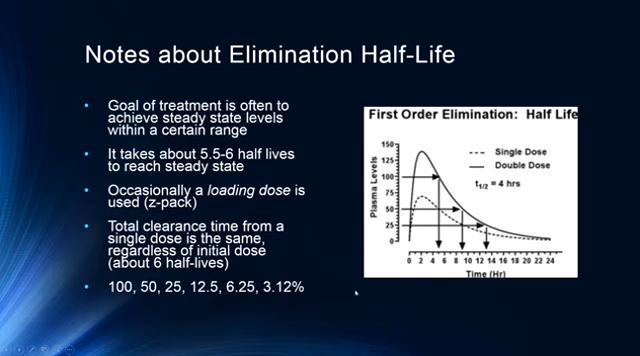 Notes about Elimination Half-Life
• Goal of treatment is often to
achieve steady state levels
within a certain range
• It takes about 5.5-6 half lives
to reach steady state
• Occasionally a loading dose is
used (z-pack)
• Total clearance time from a
single dose is the same,
regardless of initial dose
(about 6 half-lives)
• 100, 50, 25, 12.5, 6.25, 3.12%
First Order Elimination: Half Life
150
125
100
75
50
25
0
Plasma Levels
Single Dose
Double Dose
t1/2 = 4 hrs
0 2 4 6 8 10 12 14 16 18 20 22 24
Time (Hr)